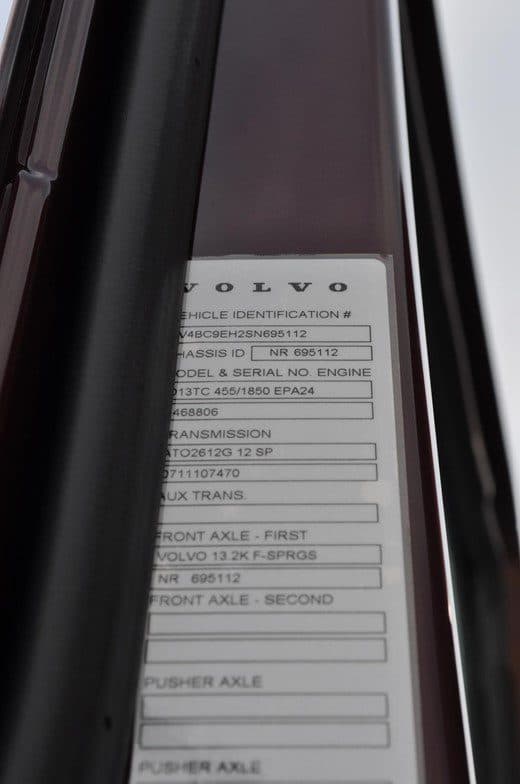 VOLVO
EHICLE IDENTIFICATION #
V4BC9EH2SN695112
HASSIS ID NR 695112
ODEL & SERIAL NO. ENGINE
D13TC 455/1850 EPA24
468806
RANSMISSION
ATO2612G 12 SP
0711107470
AUX TRANS.
FRONT AXLE - FIRST
VOLVO 13.2K F-SPRGS
NR 695112
FRONT AXLE - SECOND
PUSHER AXLE
PUSHER AXLE